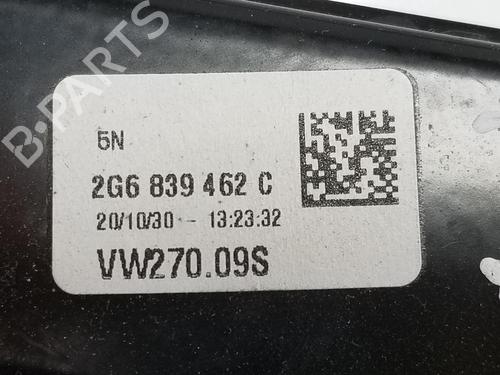 B-PARTS
5N
2G6 839 462 C
20/10/30 - 13:23:32
VW270.09S